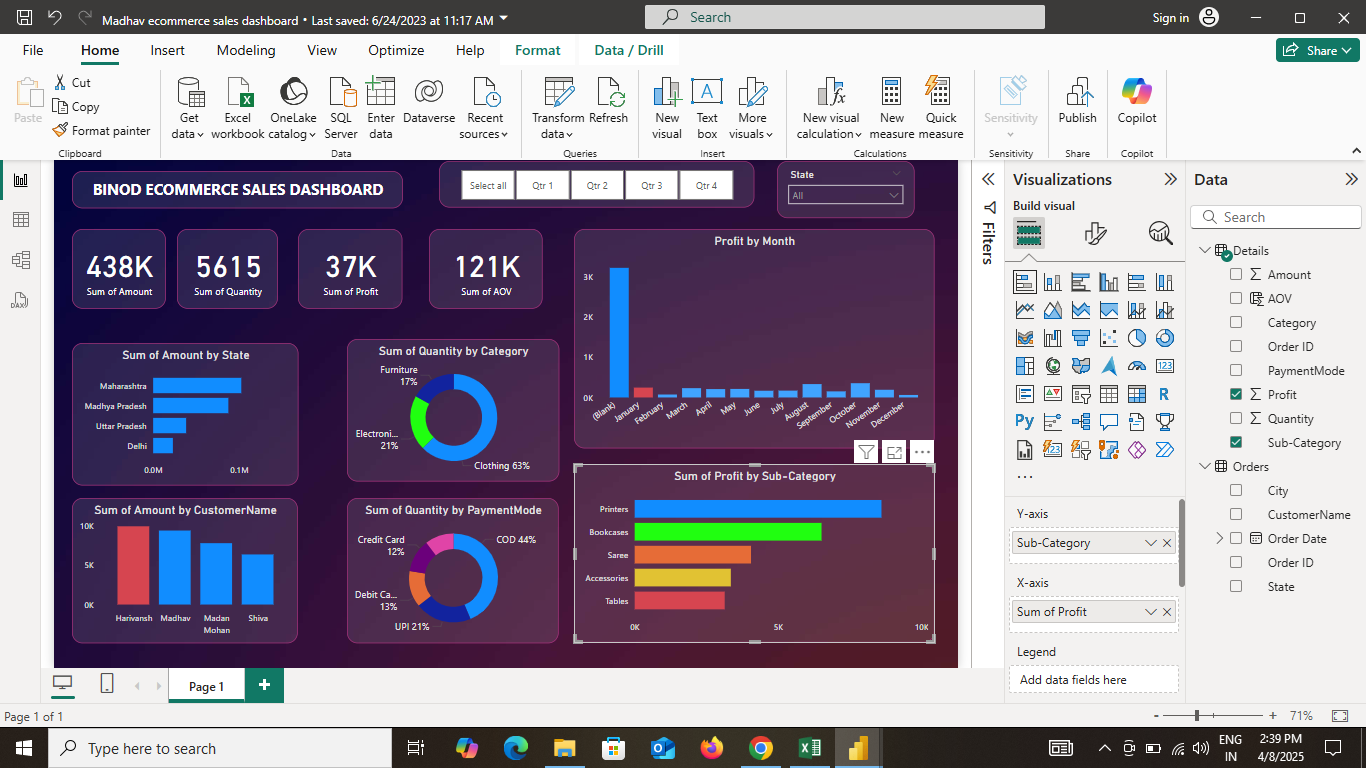 Madhav ecommerce sales dashboard • Last saved: 6/24/2023 at 11:17 AM
Search
Sign in
File Home Insert Modeling View Optimize Help Format Data / Drill
Share
Paste
Cut
Copy
Format painter
Get data
Excel workbook
OneLake catalog
SQL Server
Enter data
Dataverse
Recent sources
Transform data
Refresh
New visual
Text box
More visuals
New visual calculation
New measure
Quick measure
Sensitivity
Publish
Copilot
Clipboard Data Queries Insert Calculations Sensitivity Share Copilot
BINOD ECOMMERCE SALES DASHBOARD
Select all Qtr 1 Qtr 2 Qtr 3 Qtr 4
State
All
438K
Sum of Amount
5615
Sum of Quantity
37K
Sum of Profit
121K
Sum of AOV
Profit by Month
3K
2K
1K
0K
(Blank) January February March April May June July August September October November December
Sum of Amount by State
Maharashtra
Madhya Pradesh
Uttar Pradesh
Delhi
0.0M 0.1M
Sum of Quantity by Category
Furniture
17%
Electroni...
21%
Clothing 63%
Sum of Amount by CustomerName
10K
5K
0K
Harivansh Madhav Madan Mohan Shiva
Sum of Quantity by PaymentMode
Credit Card
12%
COD 44%
Debit Ca...
13%
UPI 21%
Sum of Profit by Sub-Category
Printers
Bookcases
Saree
Accessories
Tables
0K 5K 10K
Filters
Visualizations
Build visual
123
R
Py
123
...
Y-axis
Sub-Category
X-axis
Sum of Profit
Legend
Add data fields here
Data
Search
Details
Amount
AOV
Category
Order ID
PaymentMode
Profit
Quantity
Sub-Category
Orders
City
CustomerName
Order Date
Order ID
State
DAX
Page 1
+
Page 1 of 1
- + 71%
Type here to search
ENG
IN
2:39 PM
4/8/2025